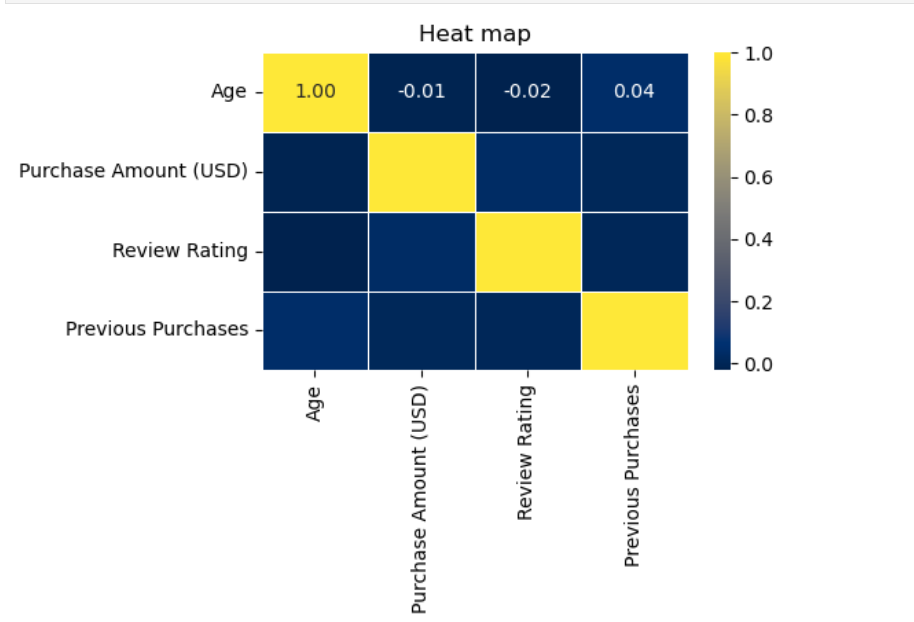 Heat map
Age
1.00 -0.01 -0.02 0.04
Purchase Amount (USD)
Review Rating
Previous Purchases
Age
Purchase Amount (USD)
Review Rating
Previous Purchases
1.0
0.8
0.6
0.4
0.2
0.0